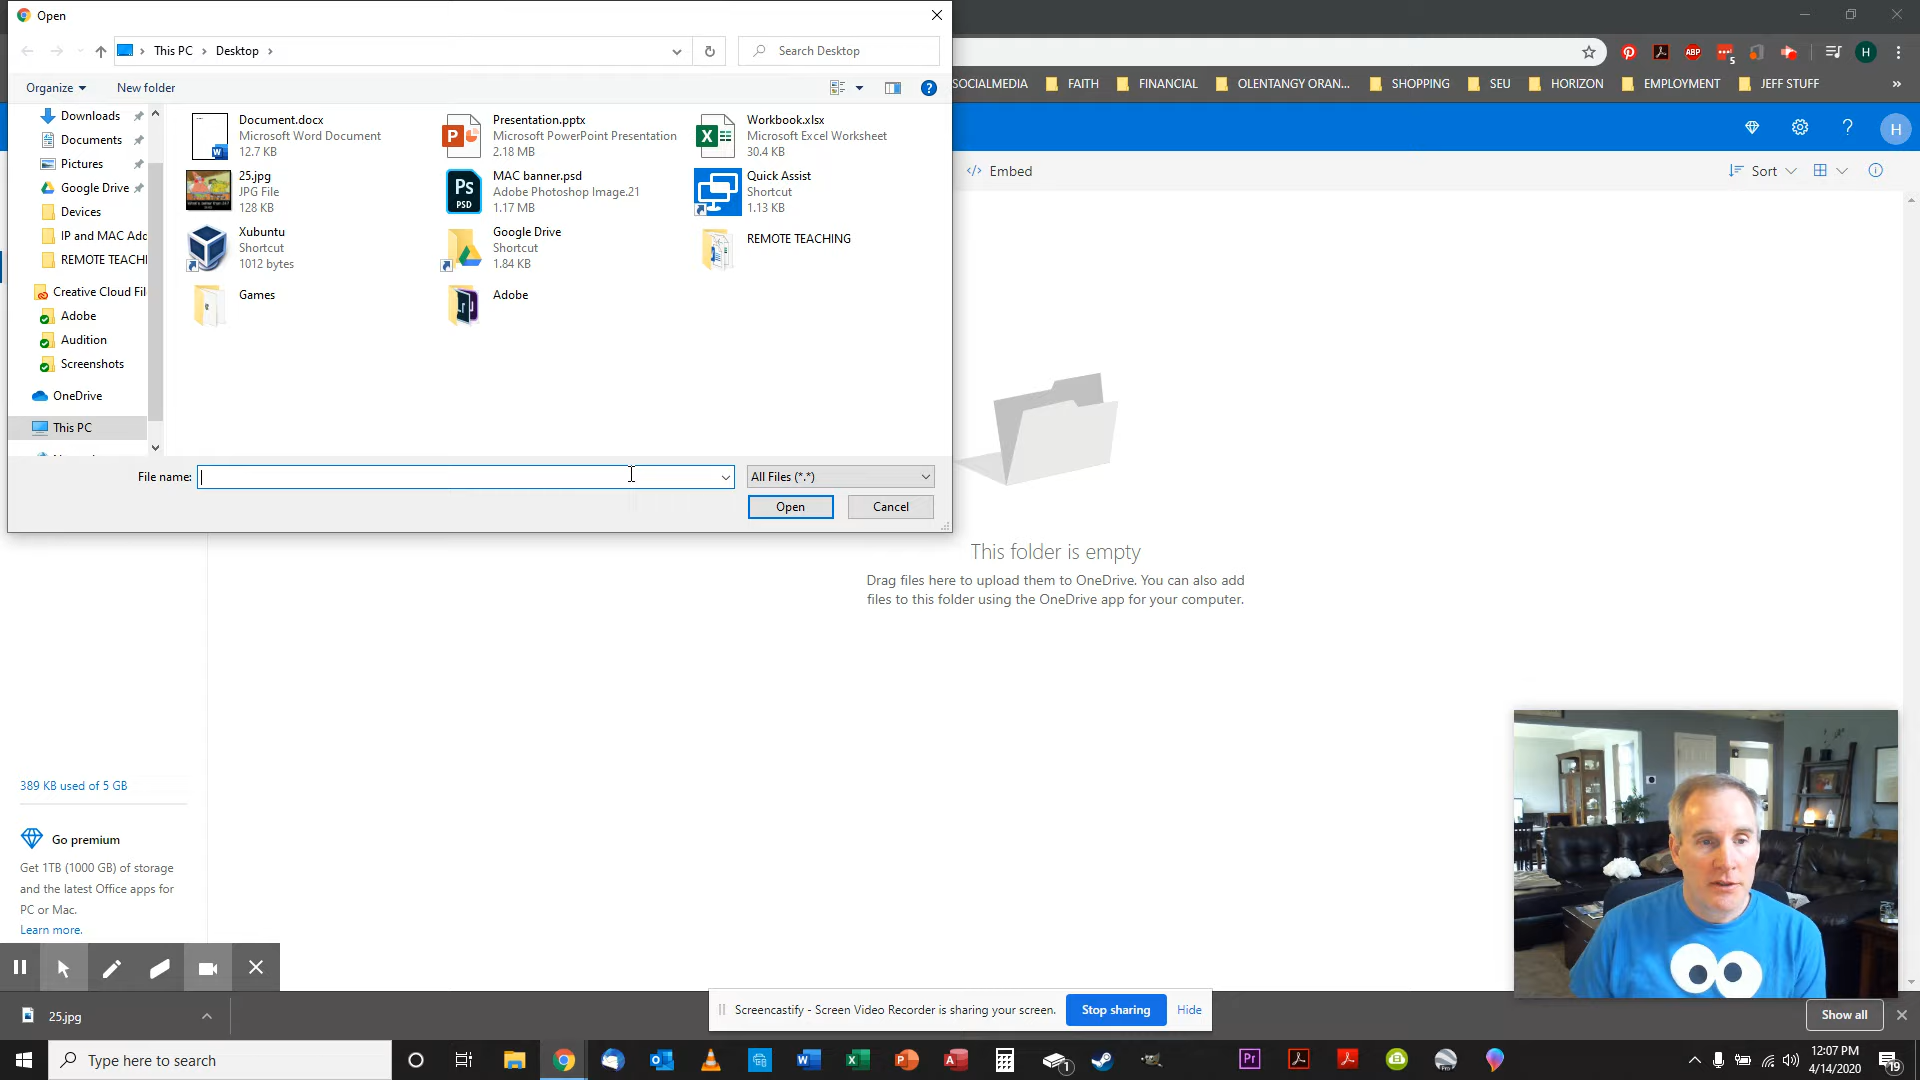 Open
This PC > Desktop >
Search Desktop
Organize
New folder
Downloads
Documents
Pictures
Google Drive
Devices
IP and MAC Add
REMOTE TEACHI
Creative Cloud Fil
Adobe
Audition
Screenshots
OneDrive
This PC
Document.docx
Microsoft Word Document
12.7 KB
Presentation.pptx
Microsoft PowerPoint Presentation
2.18 MB
Workbook.xlsx
Microsoft Excel Worksheet
30.4 KB
25.jpg
JPG File
128 KB
MAC banner.psd
Adobe Photoshop Image.21
1.17 MB
Quick Assist
Shortcut
1.13 KB
Xubuntu
Shortcut
1012 bytes
Google Drive
Shortcut
1.84 KB
REMOTE TEACHING
Games
Adobe
File name:
All Files (*.*)
Open
Cancel
SOCIALMEDIA
FAITH
FINANCIAL
OLENTANGY ORAN...
SHOPPING
SEU
HORIZON
EMPLOYMENT
JEFF STUFF
»
ABP
5
H
?
H
</> Embed
Sort
This folder is empty
Drag files here to upload them to OneDrive. You can also add
files to this folder using the OneDrive app for your computer.
389 KB used of 5 GB
Go premium
Get 1TB (1000 GB) of storage
and the latest Office apps for
PC or Mac.
Learn more.
25.jpg
Screencastify - Screen Video Recorder is sharing your screen.
Stop sharing
Hide
Show all
Type here to search
Pr
12:07 PM
4/14/2020
19